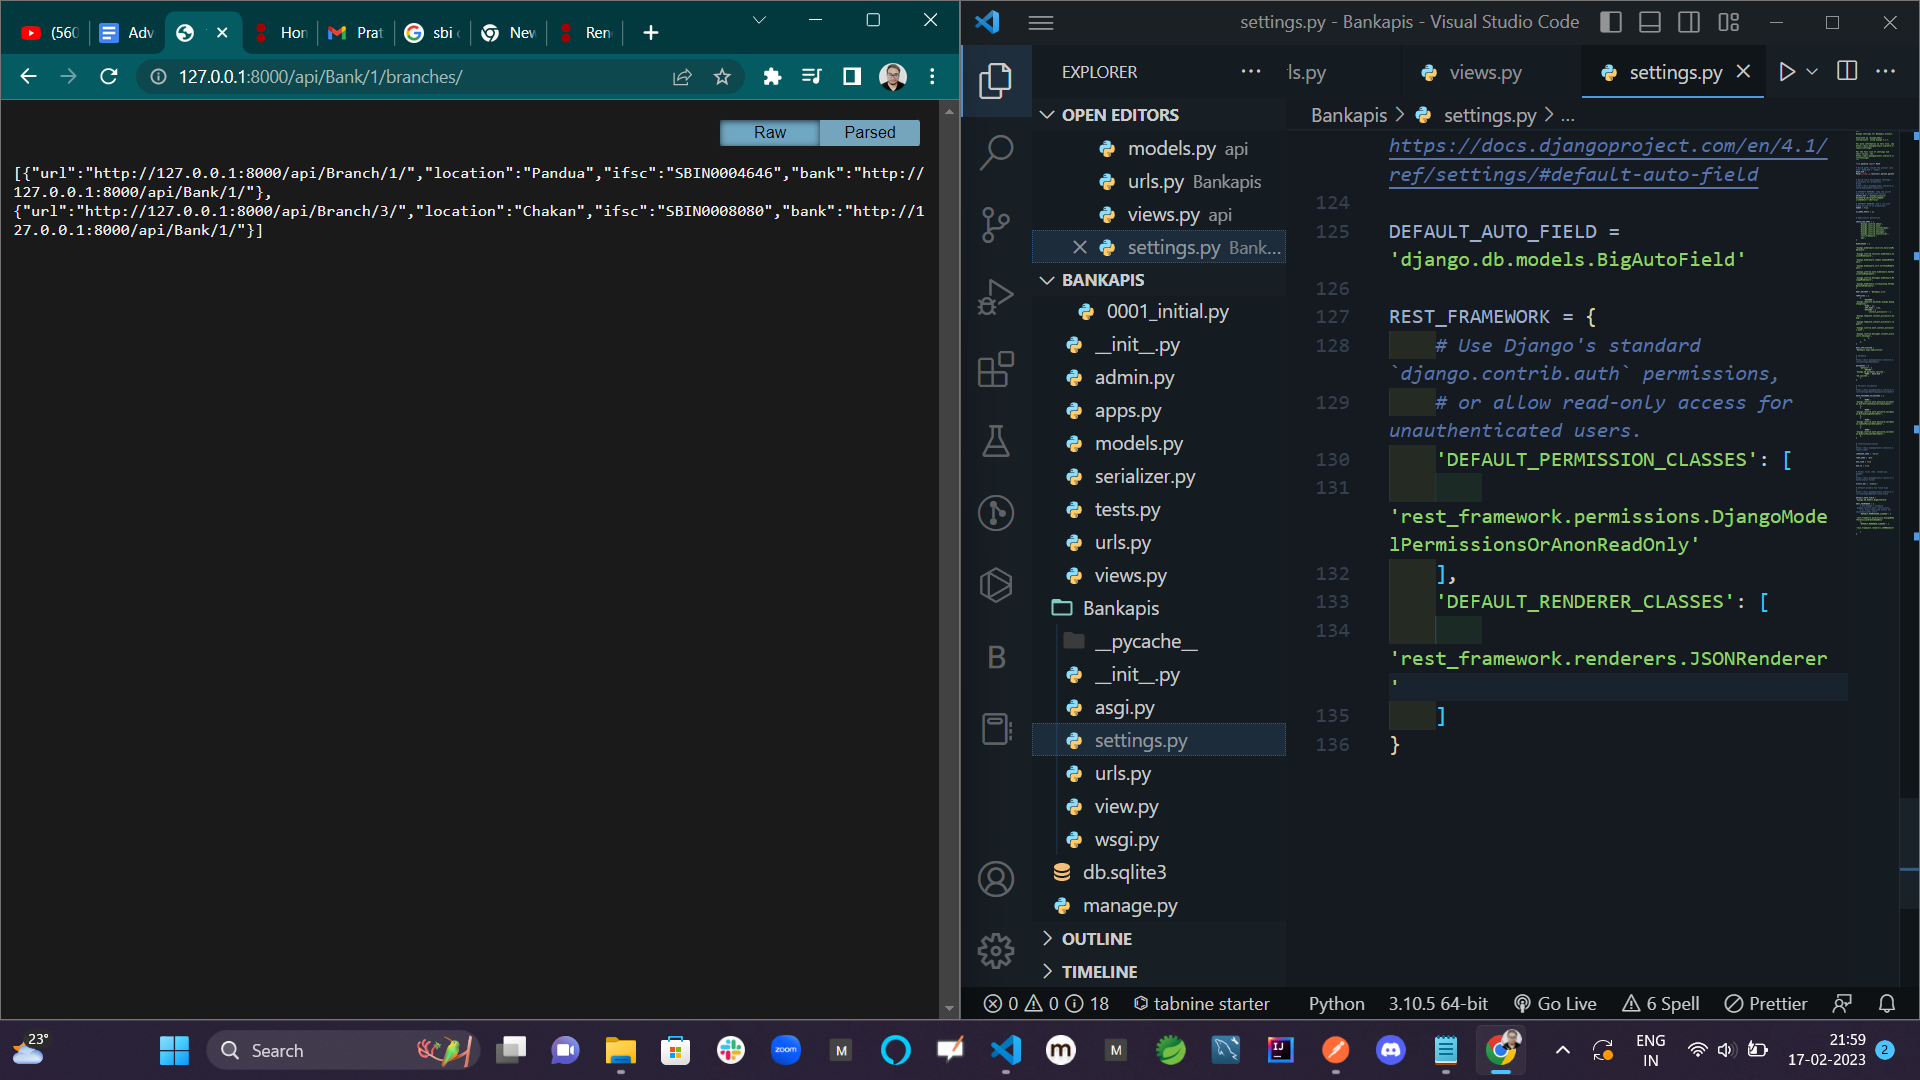 (560
Adv
Hon
Prat
sbi c
New
Ren
127.0.0.1:8000/api/Bank/1/branches/
Raw
Parsed
[{"url":"http://127.0.0.1:8000/api/Branch/1/","location":"Pandua","ifsc":"SBIN0004646","bank":"http://
127.0.0.1:8000/api/Bank/1/"},
{"url":"http://127.0.0.1:8000/api/Branch/3/","location":"Chakan","ifsc":"SBIN0008080","bank":"http://1
27.0.0.1:8000/api/Bank/1/"}]
settings.py - Bankapis - Visual Studio Code
EXPLORER
ls.py
views.py
settings.py
OPEN EDITORS
models.py api
urls.py Bankapis
views.py api
settings.py Bank...
BANKAPIS
0001_initial.py
__init__.py
admin.py
apps.py
models.py
serializer.py
tests.py
urls.py
views.py
Bankapis
__pycache__
__init__.py
asgi.py
settings.py
urls.py
view.py
wsgi.py
db.sqlite3
manage.py
OUTLINE
TIMELINE
Bankapis > settings.py > ...
https://docs.djangoproject.com/en/4.1/
ref/settings/#default-auto-field
124
125 DEFAULT_AUTO_FIELD =
'django.db.models.BigAutoField'
126
127 REST_FRAMEWORK = {
128 # Use Django's standard
`django.contrib.auth` permissions,
129 # or allow read-only access for
unauthenticated users.
130 'DEFAULT_PERMISSION_CLASSES': [
131
'rest_framework.permissions.DjangoMode
lPermissionsOrAnonReadOnly'
132 ],
133 'DEFAULT_RENDERER_CLASSES': [
134
'rest_framework.renderers.JSONRenderer
'
135 ]
136 }
0 0 18
tabnine starter
Python
3.10.5 64-bit
Go Live
6 Spell
Prettier
23°
Search
zoom
M
m
M
IJ
ENG
IN
21:59
17-02-2023
2